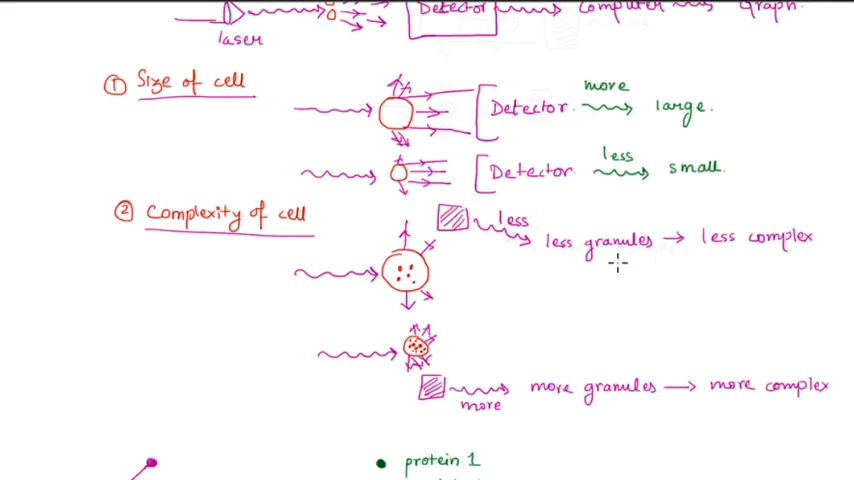 Detector computer Graph.
laser
① Size of cell
Detector more large.
Detector less small.
② Complexity of cell
less
less granules → less complex
more granules → more complex
more
protein 1